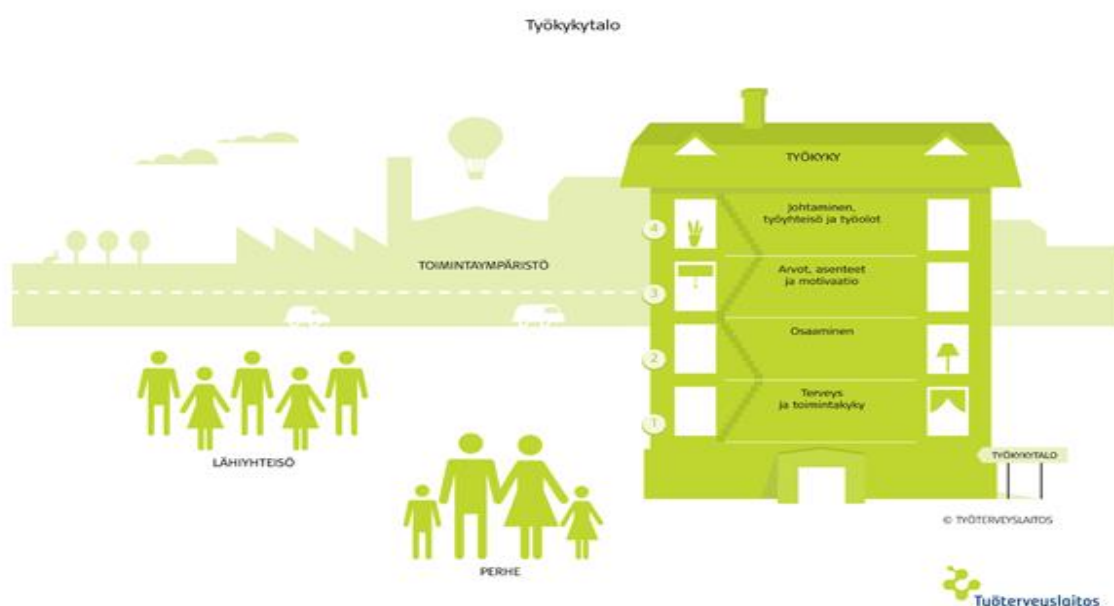 Työkykytalo
TYÖKYKY
4
Johtaminen,
työyhteisö ja työolot
TOIMINTAYMPÄRISTÖ
3
Arvot, asenteet
ja motivaatio
2
Osaaminen
1
Terveys
ja toimintakyky
LÄHIYHTEISÖ
PERHE
TYÖKYKYTALO
© TYÖTERVEYSLAITOS
Työterveyslaitos